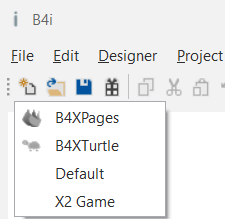 B4i
File Edit Designer Project
B4XPages
B4XTurtle
Default
X2 Game